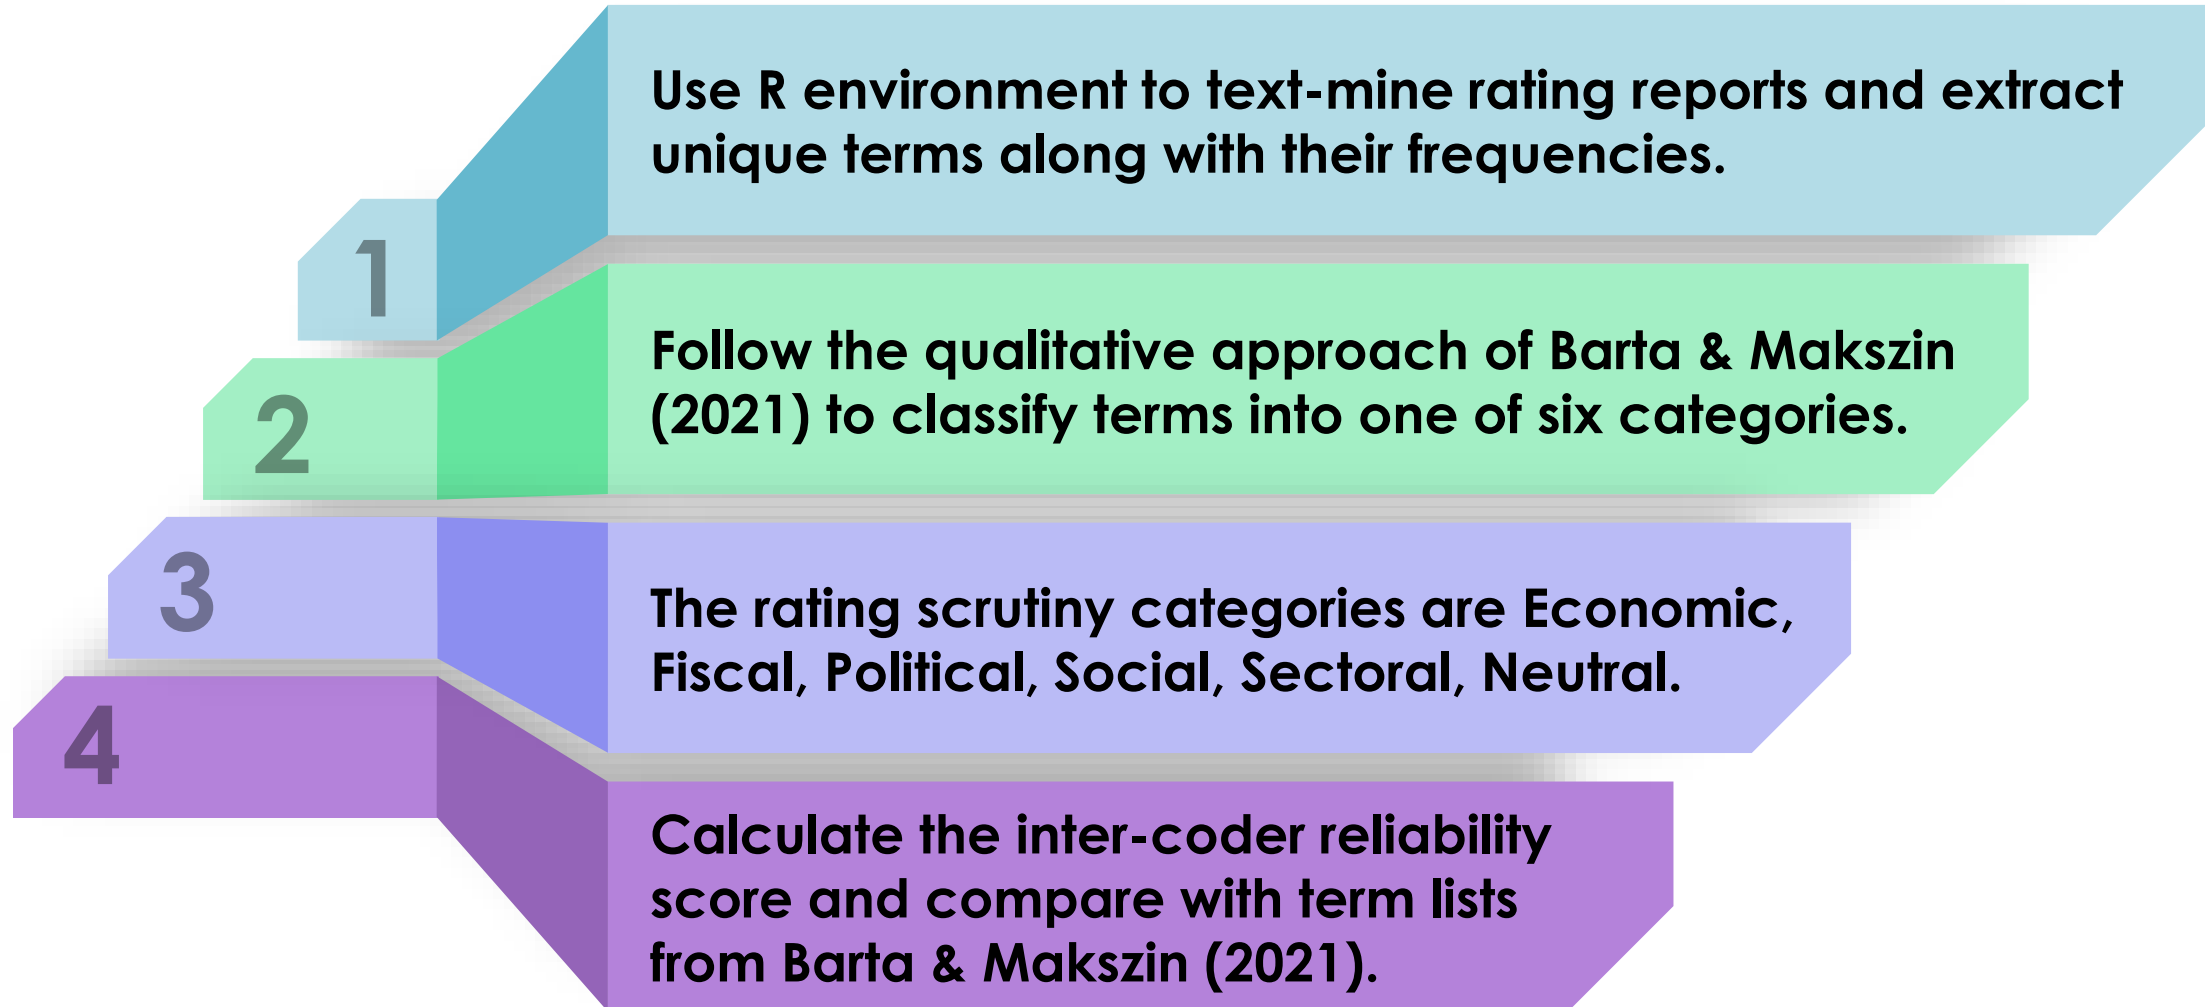 1
Use R environment to text-mine rating reports and extract
unique terms along with their frequencies.
2
Follow the qualitative approach of Barta & Makszin
(2021) to classify terms into one of six categories.
3
The rating scrutiny categories are Economic,
Fiscal, Political, Social, Sectoral, Neutral.
4
Calculate the inter-coder reliability
score and compare with term lists
from Barta & Makszin (2021).